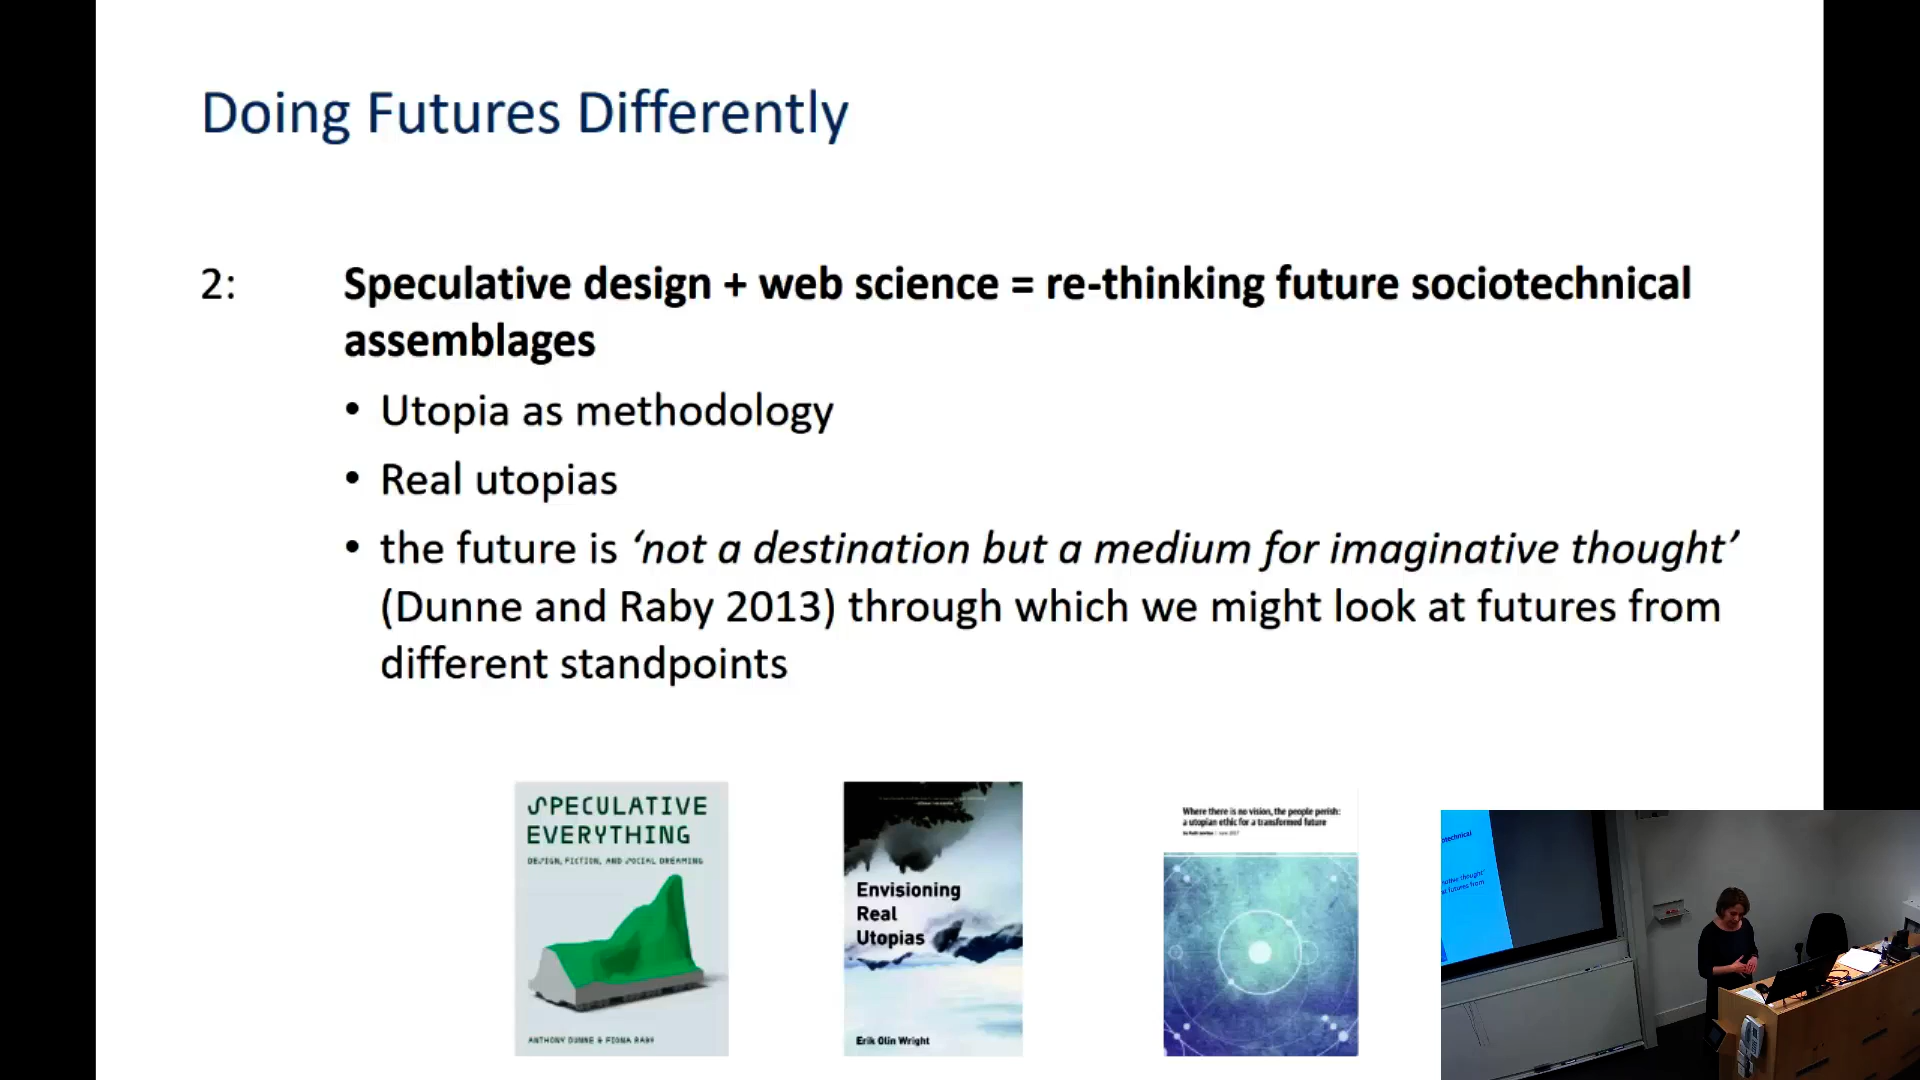 Doing Futures Differently
2: Speculative design + web science = re-thinking future sociotechnical
assemblages
• Utopia as methodology
• Real utopias
• the future is ‘not a destination but a medium for imaginative thought’
(Dunne and Raby 2013) through which we might look at futures from
different standpoints
SPECULATIVE
EVERYTHING
DESIGN, FICTION, AND SOCIAL DREAMING
ANTHONY DUNNE & FIONA RABY
Envisioning
Real
Utopias
Erik Olin Wright
Where there is no vision, the people perish:
a utopian ethic for a transformed future